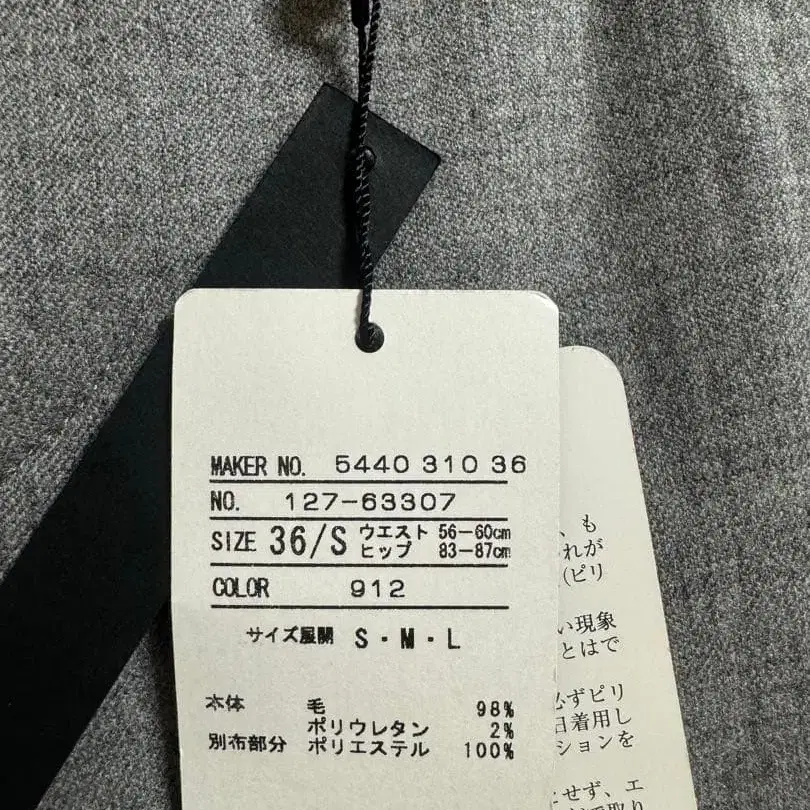 MAKER NO. 5440 310 36
NO. 127-63307
SIZE 36/S ウエスト 56-60cm
ヒップ 83-87cm
COLOR 912
サイズ展開 S・M・L
本体 毛 98%
ポリウレタン 2%
別布部分 ポリエステル 100%
、も
れが
(ピリ
い現象
とはで
必ずピリ
日着用し
ションを
とせず、エ
で取り